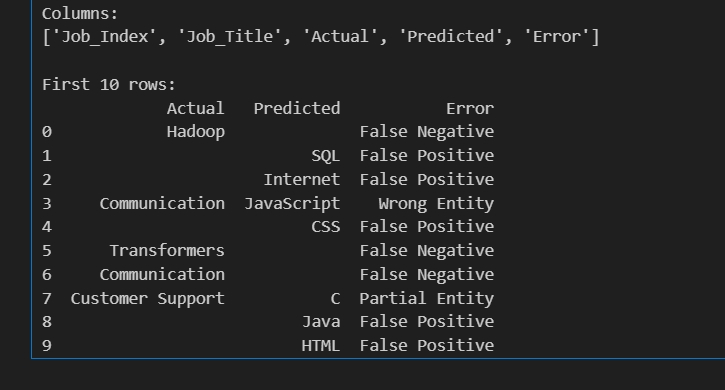 Columns:
['Job_Index', 'Job_Title', 'Actual', 'Predicted', 'Error']
First 10 rows:
Actual Predicted Error
0 Hadoop False Negative
1 SQL False Positive
2 Internet False Positive
3 Communication JavaScript Wrong Entity
4 CSS False Positive
5 Transformers False Negative
6 Communication False Negative
7 Customer Support C Partial Entity
8 Java False Positive
9 HTML False Positive